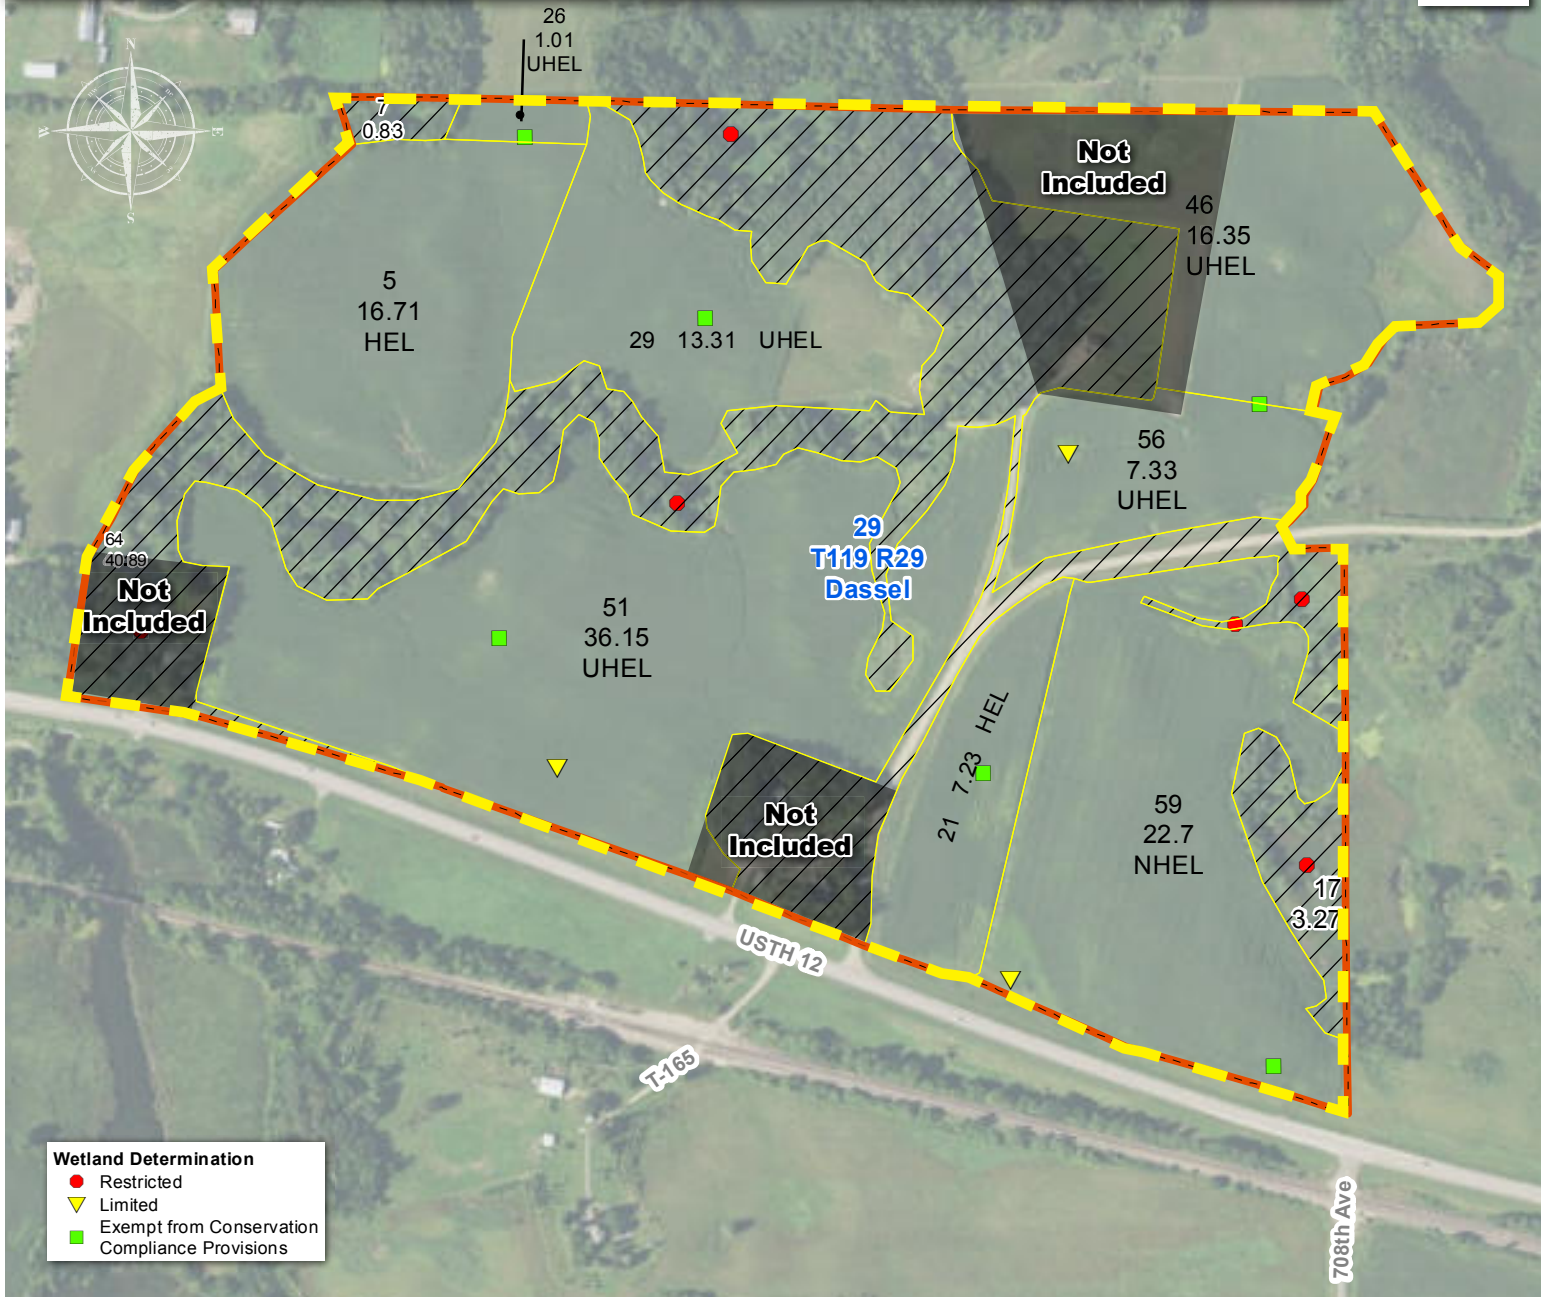 26
1.01
UHEL
N
W
E
S
7
0.83
Not
Included
46
16.35
UHEL
5
16.71
HEL
29 13.31 UHEL
56
7.33
UHEL
29
T119 R29
Dassel
64
40.89
Not
Included
51
36.15
UHEL
21 7.23 HEL
59
22.7
NHEL
Not
Included
17
3.27
USTH 12
T-165
708th Ave
Wetland Determination
Restricted
Limited
Exempt from Conservation
Compliance Provisions